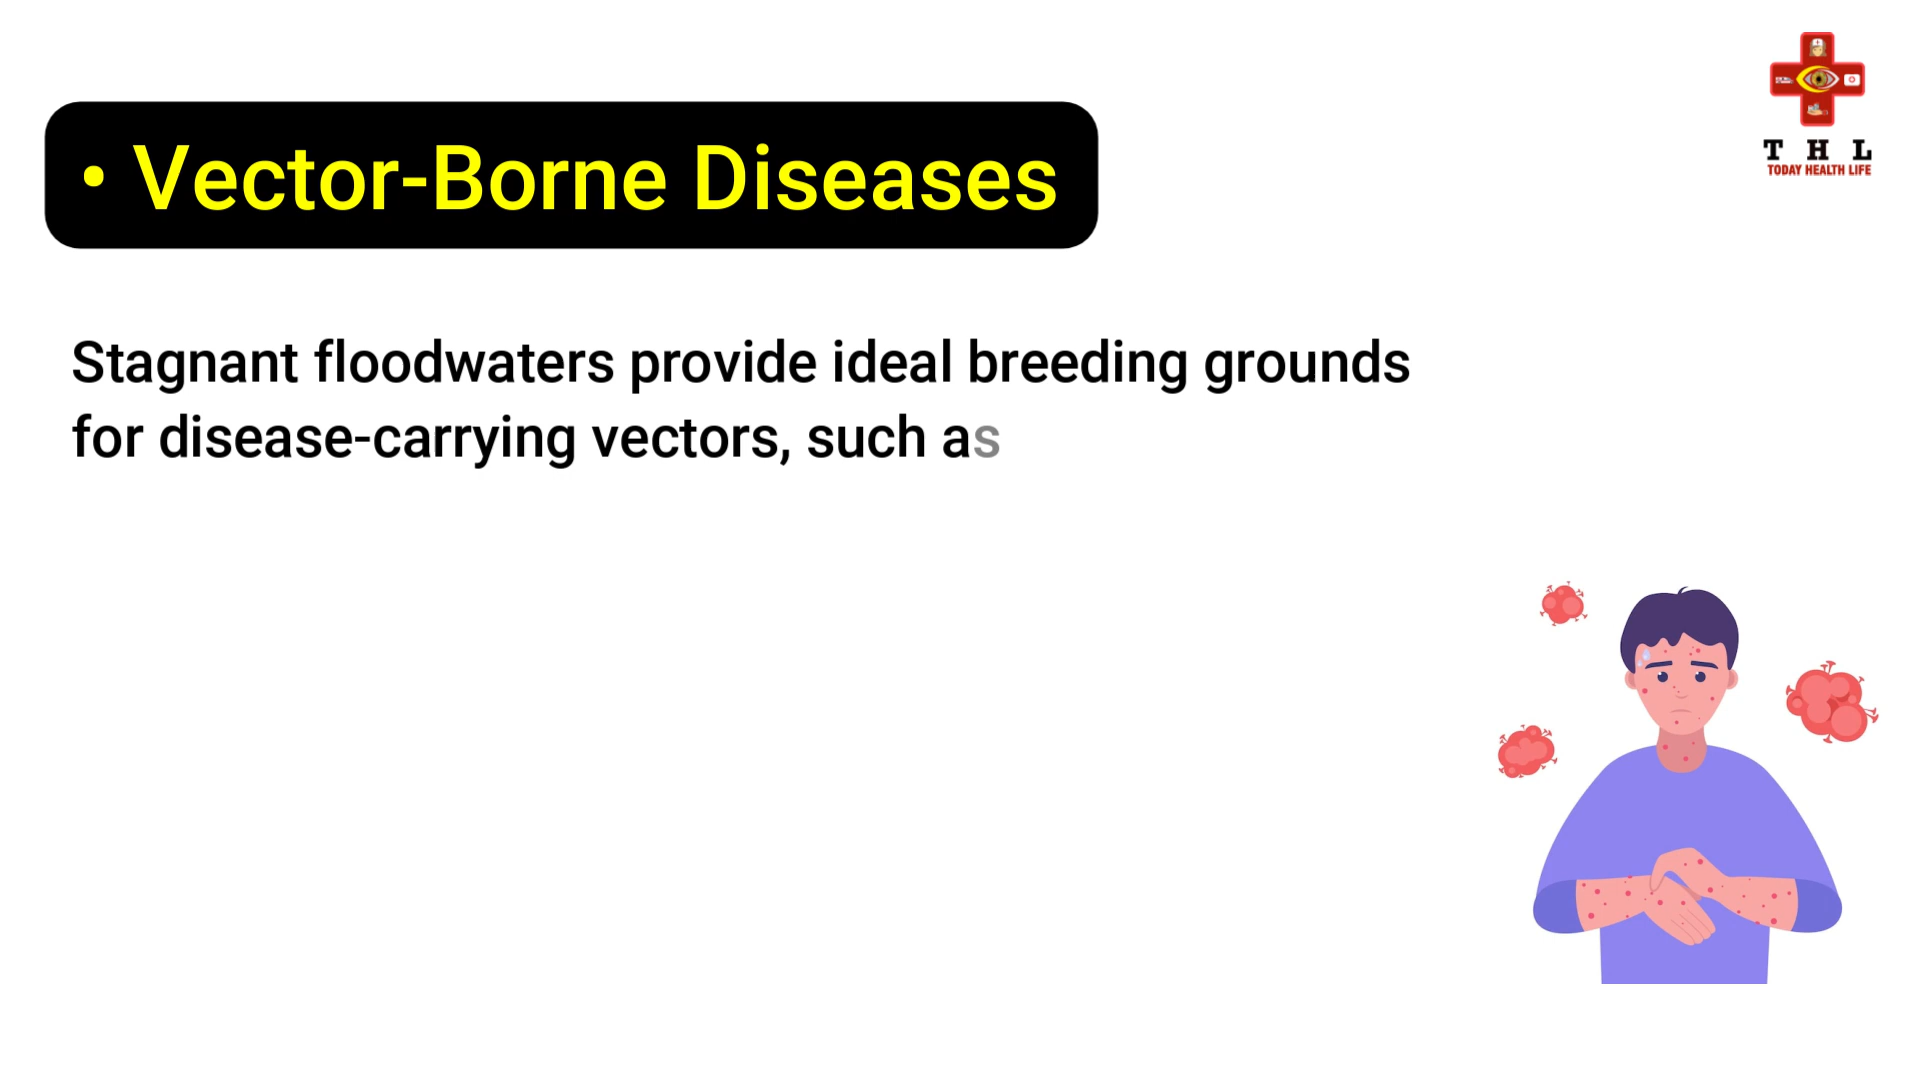 • Vector-Borne Diseases
Stagnant floodwaters provide ideal breeding grounds
for disease-carrying vectors, such as
T H L
TODAY HEALTH LIFE